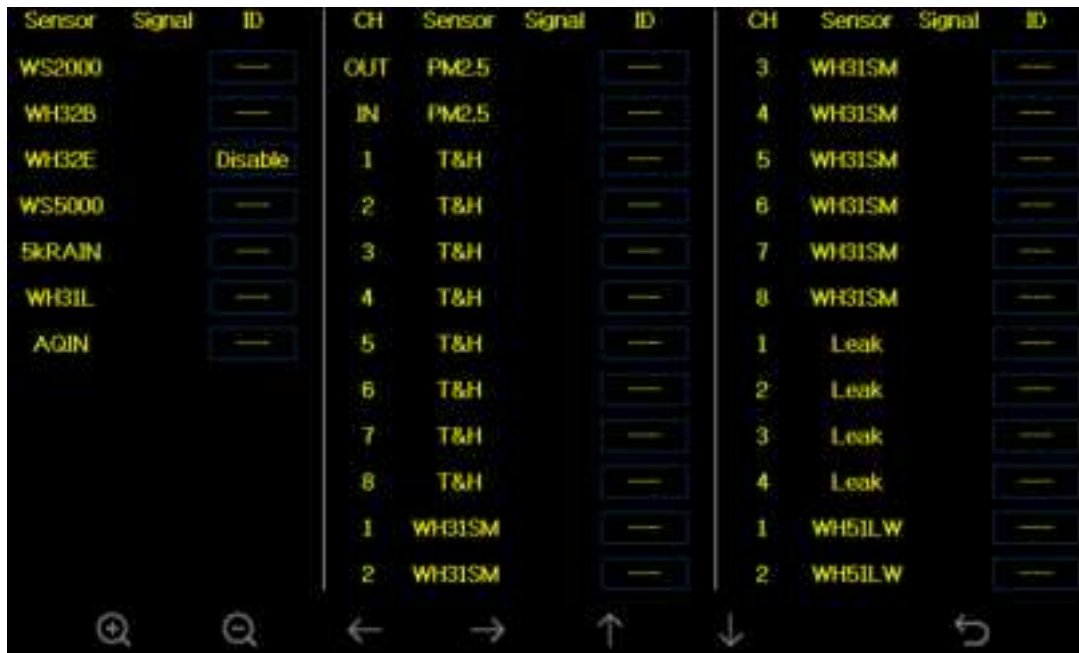 Sensor Signal ID CH Sensor Signal ID CH Sensor Signal ID
WS2000 ---- OUT PM2.5 ---- 3 WH31SM ----
WH32B ---- IN PM2.5 ---- 4 WH31SM ----
WH32E Disable 1 T&H ---- 5 WH31SM ----
WS5000 ---- 2 T&H ---- 6 WH31SM ----
5kRAIN ---- 3 T&H ---- 7 WH31SM ----
WH31L ---- 4 T&H ---- 8 WH31SM ----
AQIN ---- 5 T&H ---- 1 Leak ----
6 T&H ---- 2 Leak ----
7 T&H ---- 3 Leak ----
8 T&H ---- 4 Leak ----
1 WH31SM ---- 1 WH51LW ----
2 WH31SM ---- 2 WH51LW ----